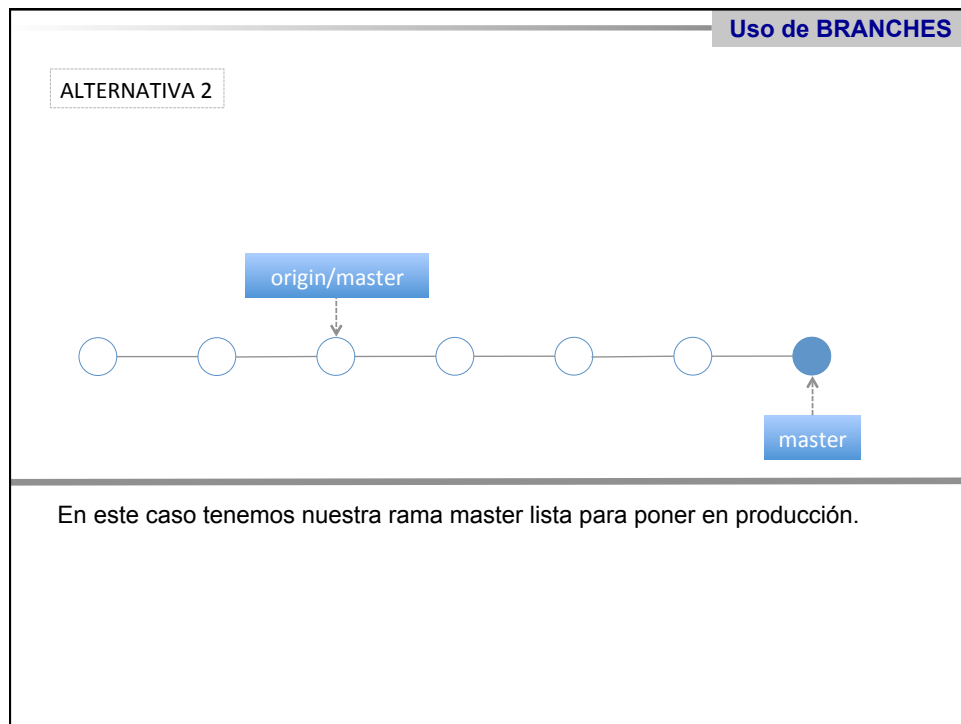 Uso de BRANCHES
ALTERNATIVA 2
origin/master
master
En este caso tenemos nuestra rama master lista para poner en producción.